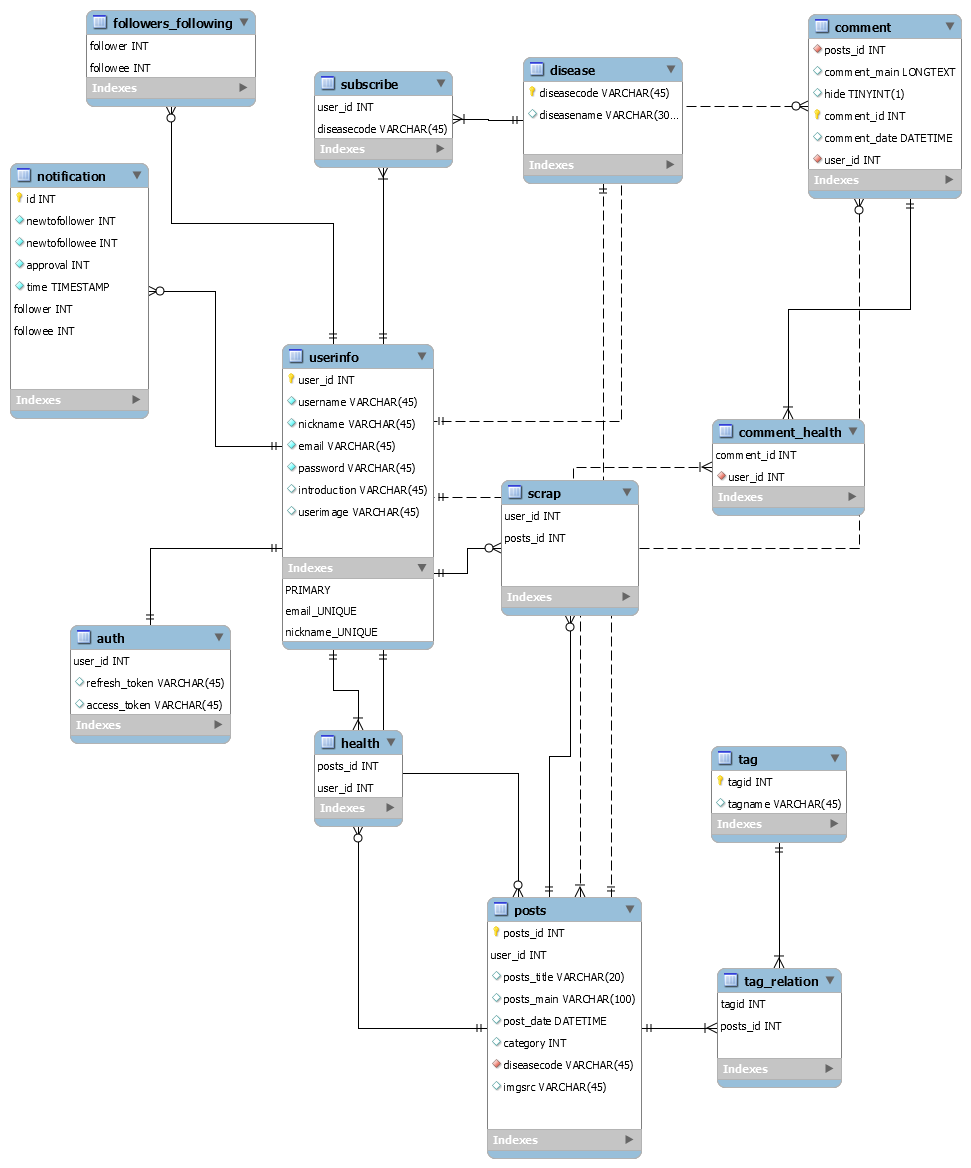 followers_following
follower INT
followee INT
Indexes
subscribe
user_id INT
diseasecode VARCHAR(45)
Indexes
disease
diseasecode VARCHAR(45)
diseasename VARCHAR(30...
Indexes
comment
posts_id INT
comment_main LONGTEXT
hide TINYINT(1)
comment_id INT
comment_date DATETIME
user_id INT
Indexes
notification
id INT
newtofollower INT
newtofollowee INT
approval INT
time TIMESTAMP
follower INT
followee INT
Indexes
userinfo
user_id INT
username VARCHAR(45)
nickname VARCHAR(45)
email VARCHAR(45)
password VARCHAR(45)
introduction VARCHAR(45)
userimage VARCHAR(45)
Indexes
PRIMARY
email_UNIQUE
nickname_UNIQUE
comment_health
comment_id INT
user_id INT
Indexes
scrap
user_id INT
posts_id INT
Indexes
auth
user_id INT
refresh_token VARCHAR(45)
access_token VARCHAR(45)
Indexes
health
posts_id INT
user_id INT
Indexes
tag
tagid INT
tagname VARCHAR(45)
Indexes
posts
posts_id INT
user_id INT
posts_title VARCHAR(20)
posts_main VARCHAR(100)
post_date DATETIME
category INT
diseasecode VARCHAR(45)
imgsrc VARCHAR(45)
Indexes
tag_relation
tagid INT
posts_id INT
Indexes